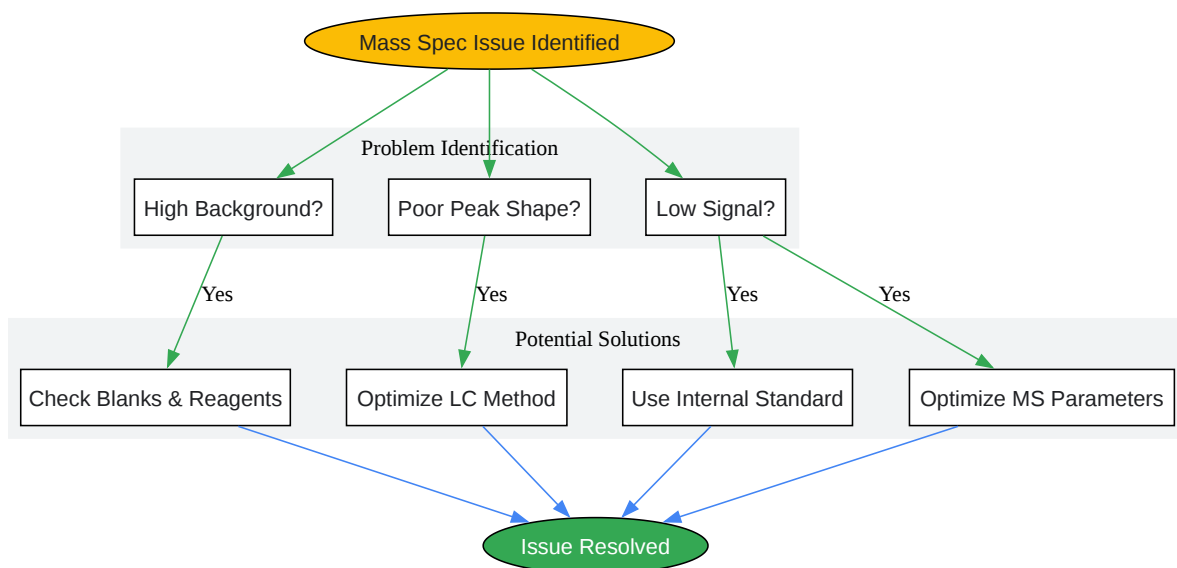 Mass Spec Issue Identified
Problem Identification
High Background?
Poor Peak Shape?
Low Signal?
Yes
Yes
Yes
Yes
Potential Solutions
Check Blanks & Reagents
Optimize LC Method
Use Internal Standard
Optimize MS Parameters
Issue Resolved